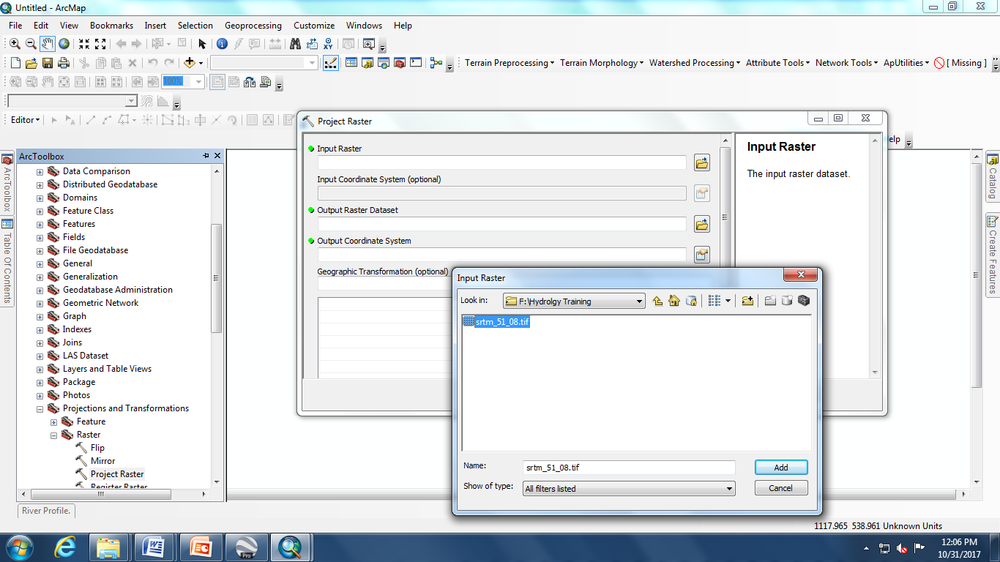 Untitled - ArcMap
File Edit View Bookmarks Insert Selection Geoprocessing Customize Windows Help
Terrain Preprocessing Terrain Morphology Watershed Processing Attribute Tools Network Tools ApUtilities [ Missing ]
100%
Editor
Project Raster
elp
Input Raster
Input Coordinate System (optional)
Output Raster Dataset
Output Coordinate System
Geographic Transformation (optional)
Input Raster
The input raster dataset.
ArcToolbox
Table Of Contents
ArcToolbox
Data Comparison
Distributed Geodatabase
Domains
Feature Class
Features
Fields
File Geodatabase
General
Generalization
Geodatabase Administration
Geometric Network
Graph
Indexes
Joins
LAS Dataset
Layers and Table Views
Package
Photos
Projections and Transformations
Feature
Raster
Flip
Mirror
Project Raster
Register Raster
River Profile.
Catalog
Create Features
Input Raster
Look in: F:\Hydrolgy Training
srtm_51_08.tif
Name: srtm_51_08.tif
Add
Show of type: All filters listed
Cancel
1117.965 538.961 Unknown Units
Pro
12:06 PM
10/31/2017